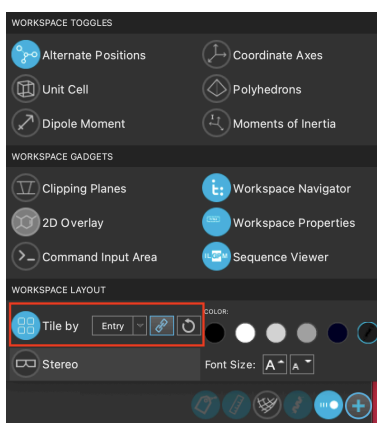 WORKSPACE TOGGLES
Alternate Positions Coordinate Axes
Unit Cell Polyhedrons
Dipole Moment Moments of Inertia
WORKSPACE GADGETS
Clipping Planes Workspace Navigator
2D Overlay Workspace Properties
Command Input Area Sequence Viewer
WORKSPACE LAYOUT
COLOR:
Tile by Entry
Stereo Font Size: A A